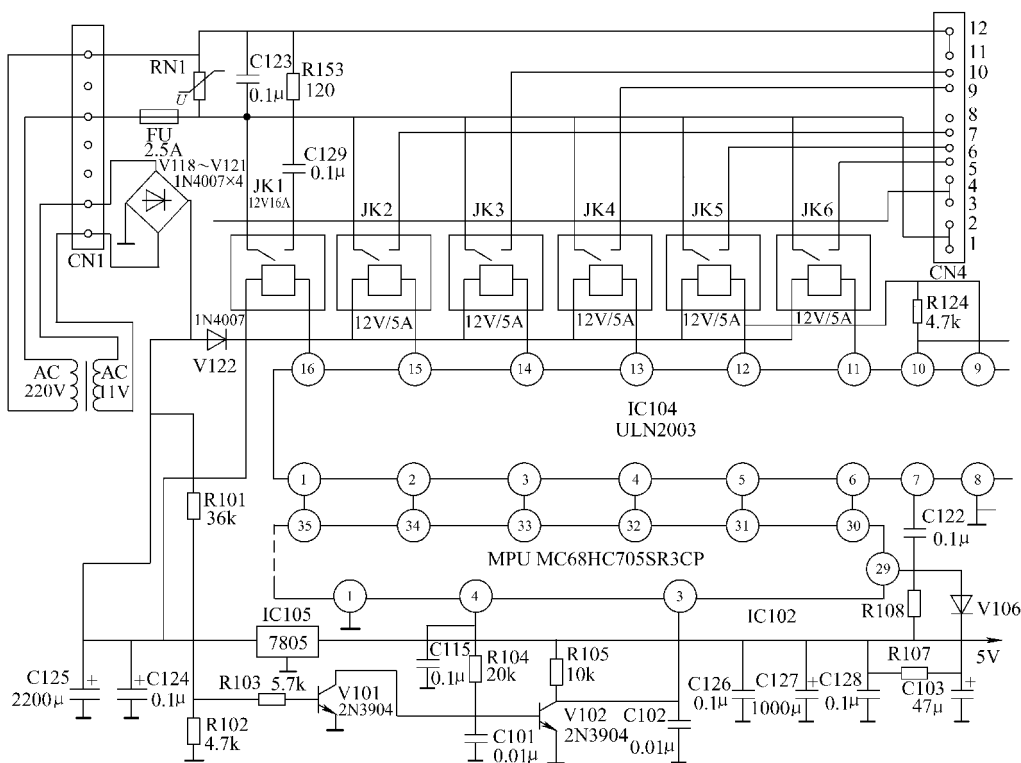 12
11
10
9
8
7
6
5
4
3
2
1
CN4
RN1
U
C123
0.1μ
R153
120
FU
2.5A
V118～V121
1N4007×4
C129
0.1μ
JK1
12V16A
JK2
JK3
JK4
JK5
JK6
CN1
12V/5A
12V/5A
12V/5A
12V/5A
12V/5A
R124
4.7k
1N4007
V122
AC
220V
AC
11V
16
15
14
13
12
11
10
9
IC104
ULN2003
1
2
3
4
5
6
7
8
R101
36k
35
34
33
32
31
30
C122
0.1μ
MPU MC68HC705SR3CP
29
1
4
3
IC102
R108
V106
IC105
7805
5V
C125
2200μ
+
C124
0.1μ
+
R103
5.7k
V101
2N3904
C115
0.1μ
R104
20k
R105
10k
R107
C126
0.1μ
C127
1000μ
+
C128
0.1μ
C103
47μ
+
R102
4.7k
C101
0.01μ
V102
2N3904
C102
0.01μ